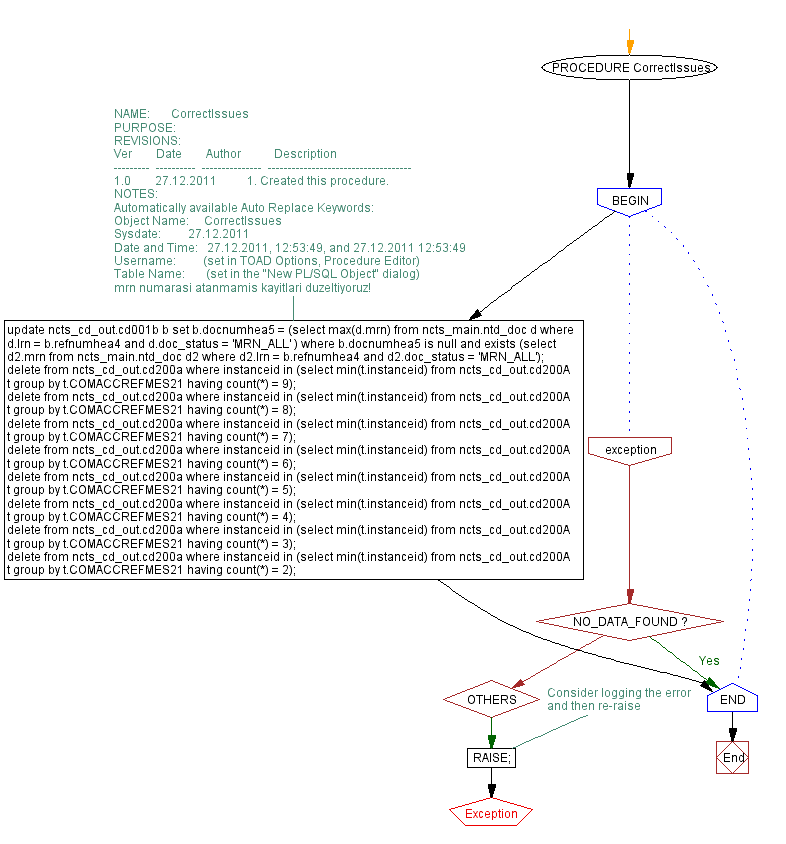 PROCEDURE CorrectIssues
NAME: CorrectIssues
PURPOSE:
REVISIONS:
Ver Date Author Description
--------- ---------- --------------- ------------------------------------
1.0 27.12.2011 1. Created this procedure.
NOTES:
Automatically available Auto Replace Keywords:
Object Name: CorrectIssues
Sysdate: 27.12.2011
Date and Time: 27.12.2011, 12:53:49, and 27.12.2011 12:53:49
Username: (set in TOAD Options, Procedure Editor)
Table Name: (set in the "New PL/SQL Object" dialog)
mrn numarasi atanmamis kayitlari duzeltiyoruz!
BEGIN
update ncts_cd_out.cd001b b set b.docnumhea5 = (select max(d.mrn) from ncts_main.ntd_doc d where
d.lrn = b.refnumhea4 and d.doc_status = 'MRN_ALL' ) where b.docnumhea5 is null and exists (select
d2.mrn from ncts_main.ntd_doc d2 where d2.lrn = b.refnumhea4 and d2.doc_status = 'MRN_ALL');
delete from ncts_cd_out.cd200a where instanceid in (select min(t.instanceid) from ncts_cd_out.cd200A
t group by t.COMACCREFMES21 having count(*) = 9);
delete from ncts_cd_out.cd200a where instanceid in (select min(t.instanceid) from ncts_cd_out.cd200A
t group by t.COMACCREFMES21 having count(*) = 8);
delete from ncts_cd_out.cd200a where instanceid in (select min(t.instanceid) from ncts_cd_out.cd200A
t group by t.COMACCREFMES21 having count(*) = 7);
delete from ncts_cd_out.cd200a where instanceid in (select min(t.instanceid) from ncts_cd_out.cd200A
t group by t.COMACCREFMES21 having count(*) = 6);
delete from ncts_cd_out.cd200a where instanceid in (select min(t.instanceid) from ncts_cd_out.cd200A
t group by t.COMACCREFMES21 having count(*) = 5);
delete from ncts_cd_out.cd200a where instanceid in (select min(t.instanceid) from ncts_cd_out.cd200A
t group by t.COMACCREFMES21 having count(*) = 4);
delete from ncts_cd_out.cd200a where instanceid in (select min(t.instanceid) from ncts_cd_out.cd200A
t group by t.COMACCREFMES21 having count(*) = 3);
delete from ncts_cd_out.cd200a where instanceid in (select min(t.instanceid) from ncts_cd_out.cd200A
t group by t.COMACCREFMES21 having count(*) = 2);
exception
NO_DATA_FOUND ?
Yes
OTHERS
Consider logging the error
and then re-raise
END
RAISE;
End
Exception